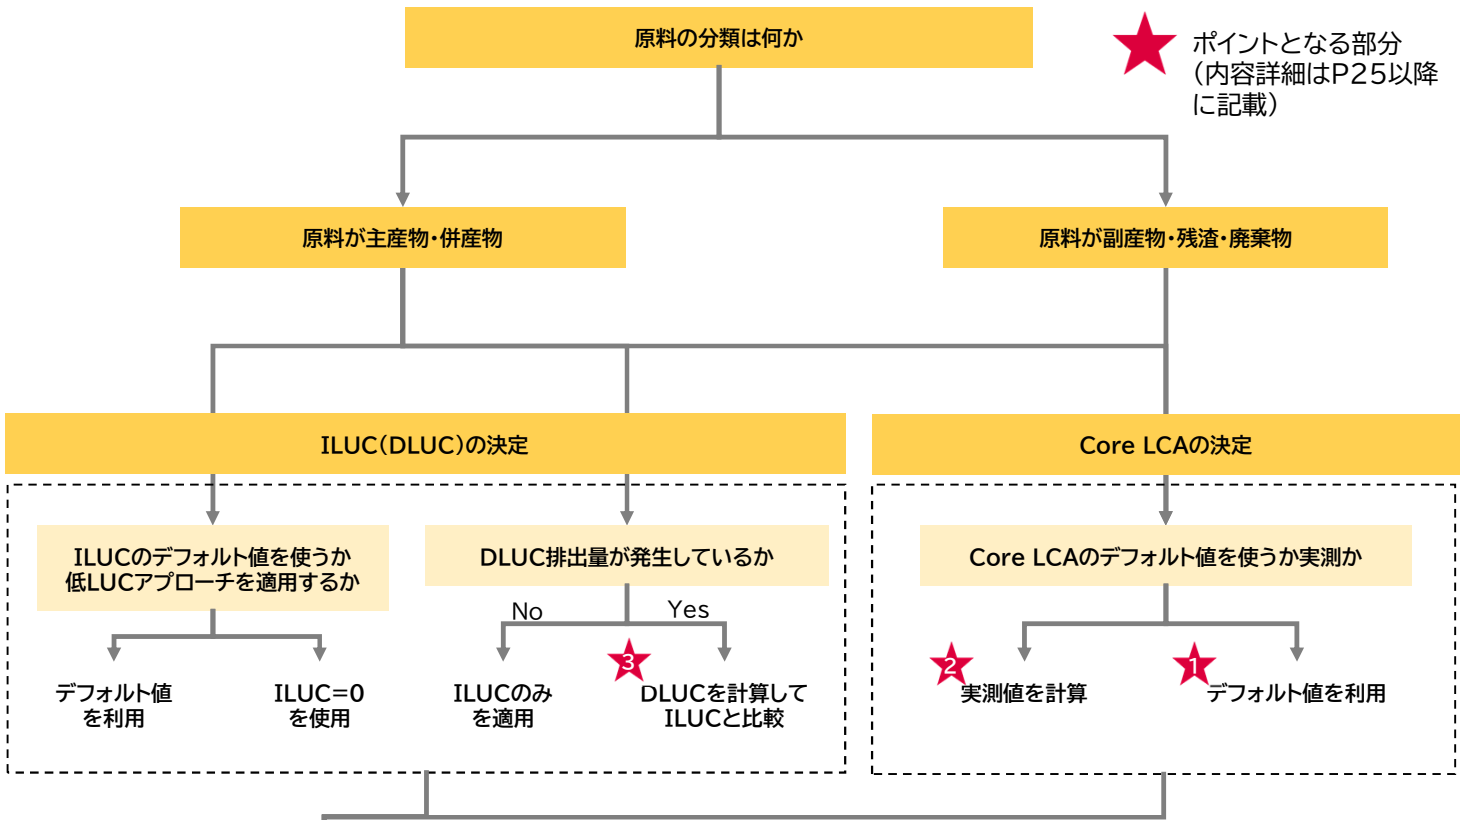 原料の分類は何か
ポイントとなる部分
（内容詳細はP25以降
に記載）
原料が主産物・併産物
原料が副産物・残渣・廃棄物
ILUC（DLUC）の決定
Core LCAの決定
ILUCのデフォルト値を使うか
低LUCアプローチを適用するか
DLUC排出量が発生しているか
Core LCAのデフォルト値を使うか実測か
No
Yes
デフォルト値
を利用
ILUC=0
を使用
ILUCのみ
を適用
3
DLUCを計算して
ILUCと比較
2
実測値を計算
1
デフォルト値を利用